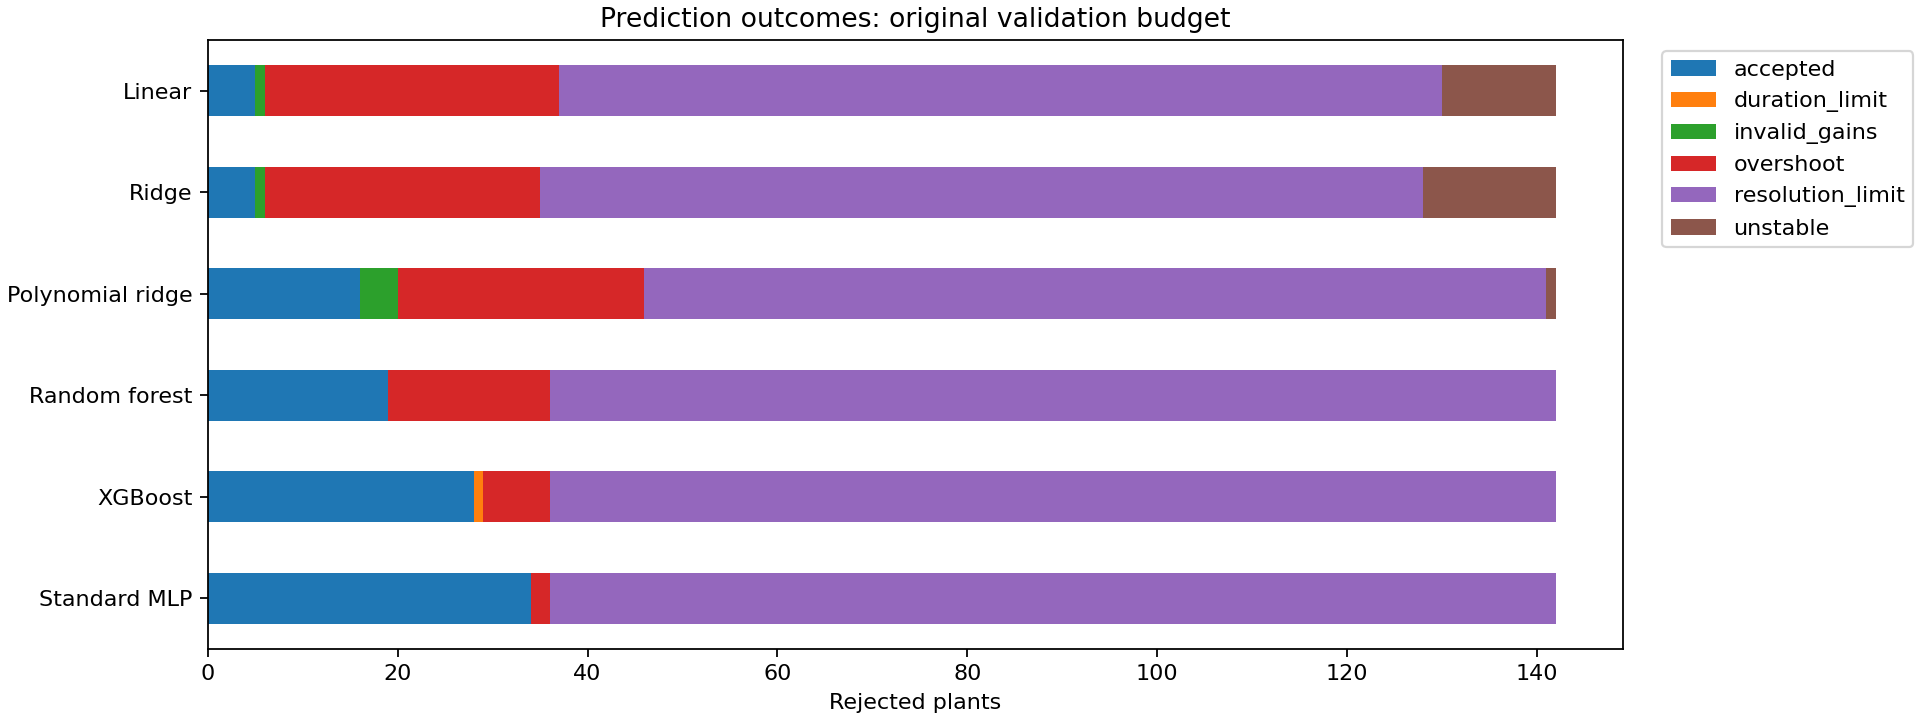 Prediction outcomes: original validation budget
Linear
Ridge
Polynomial ridge
Random forest
XGBoost
Standard MLP
0 20 40 60 80 100 120 140
Rejected plants
accepted
duration_limit
invalid_gains
overshoot
resolution_limit
unstable